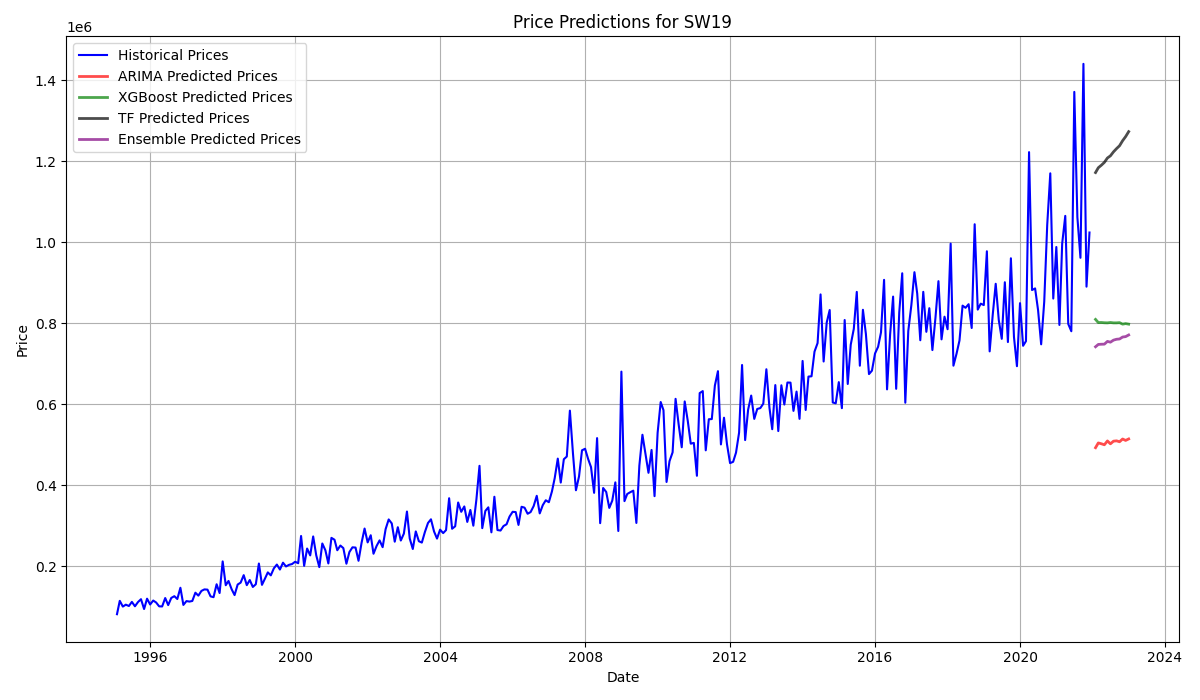 Price Predictions for SW19
1e6
Historical Prices
ARIMA Predicted Prices
XGBoost Predicted Prices
TF Predicted Prices
Ensemble Predicted Prices
1.4
1.2
1.0
0.8
0.6
0.4
0.2
Price
1996 2000 2004 2008 2012 2016 2020 2024
Date